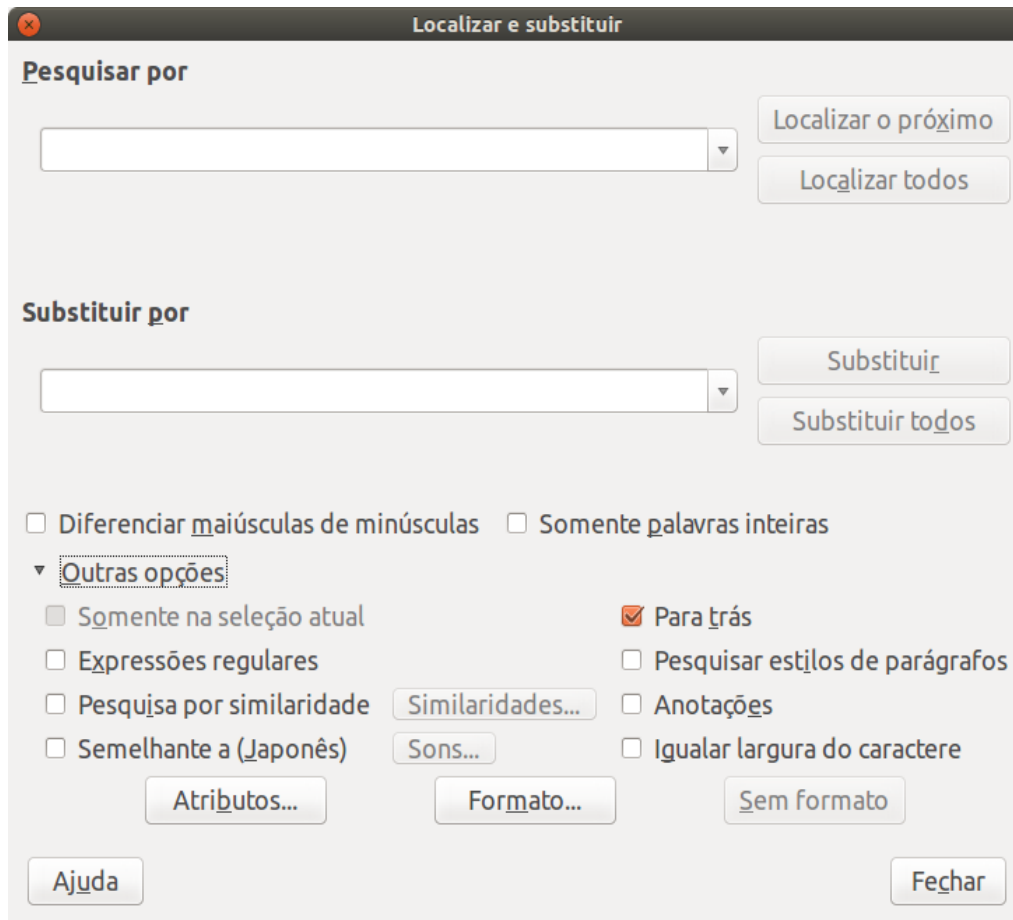 Localizar e substituir
Pesquisar por
Localizar o próximo
Localizar todos
Substituir por
Substituir
Substituir todos
Diferenciar maiúsculas de minúsculas Somente palavras inteiras
Outras opções
Somente na seleção atual Para trás
Expressões regulares Pesquisar estilos de parágrafos
Pesquisa por similaridade Similaridades... Anotações
Semelhante a (Japonês) Sons... Igualar largura do caractere
Atributos... Formato... Sem formato
Ajuda Fechar